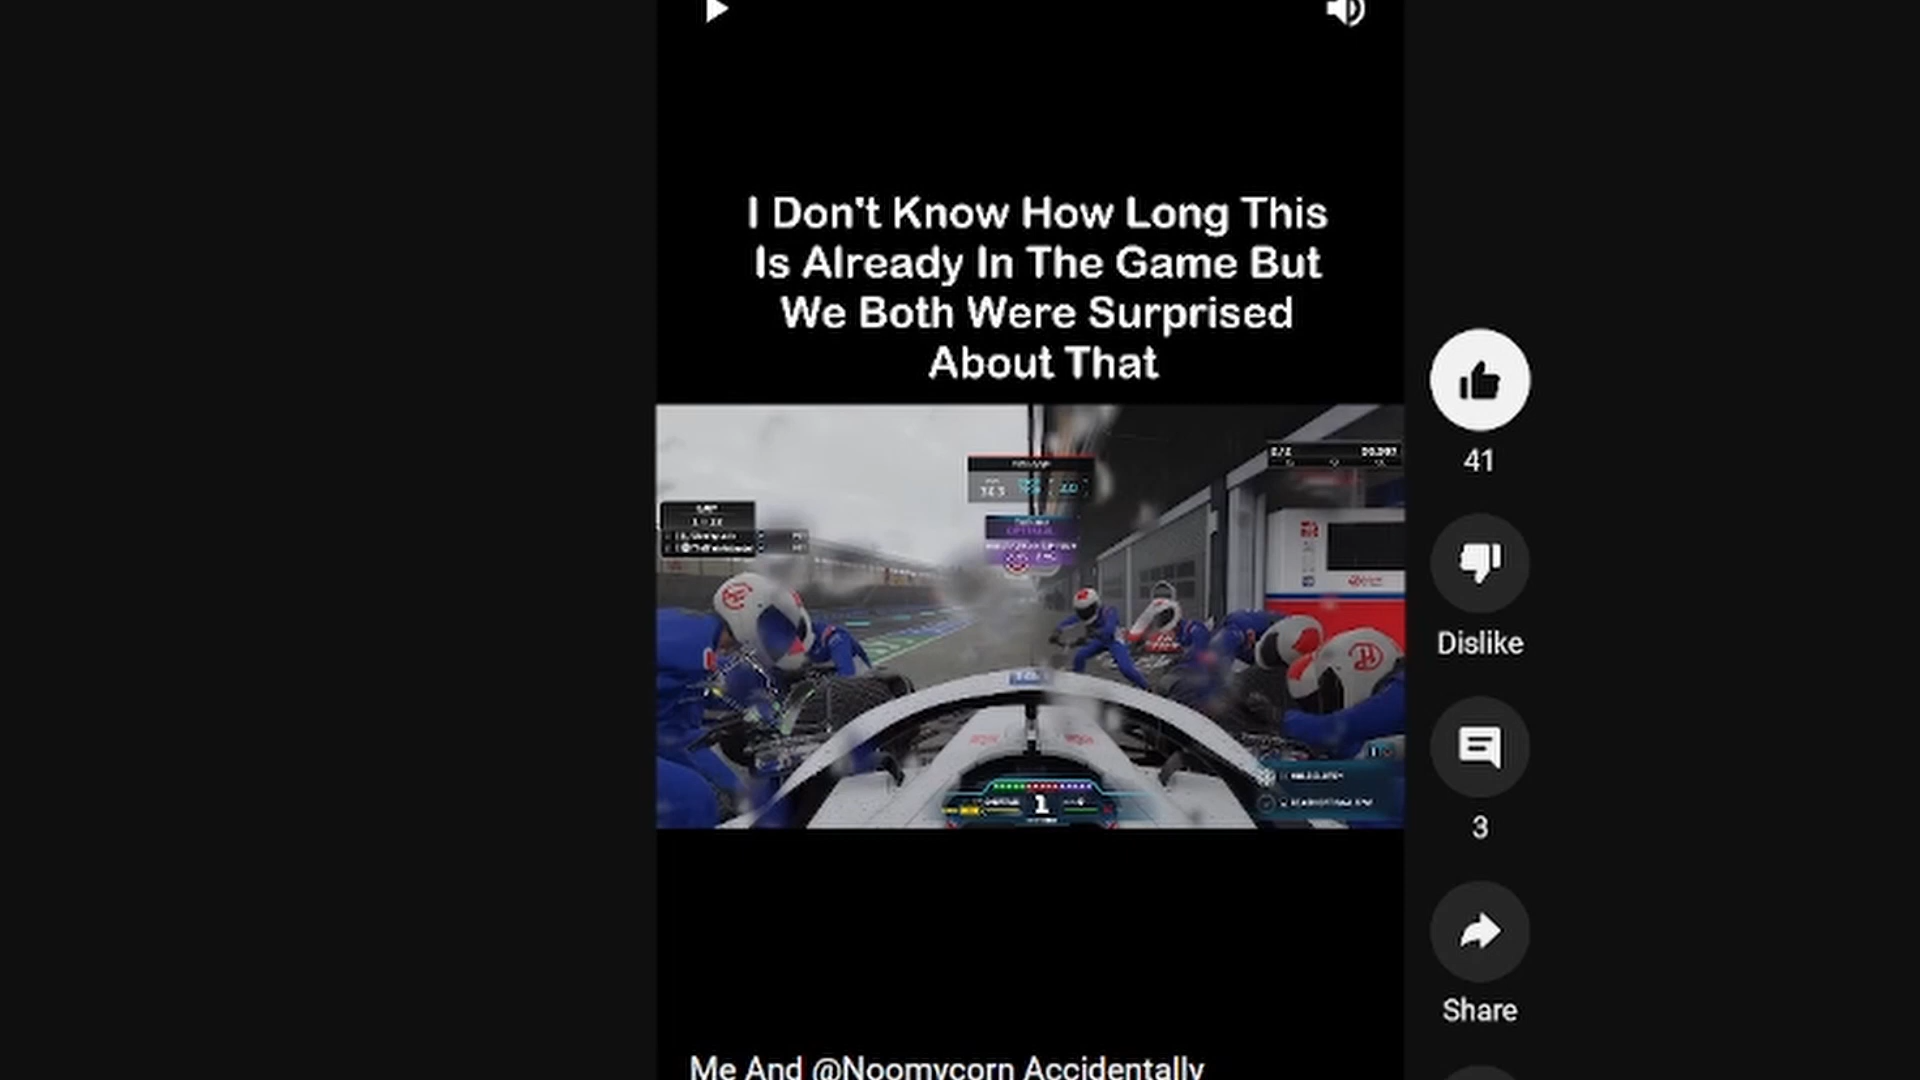 I Don't Know How Long This
Is Already In The Game But
We Both Were Surprised
About That
41
Dislike
1
3
Share
Me And @Noomycorn Accidentally